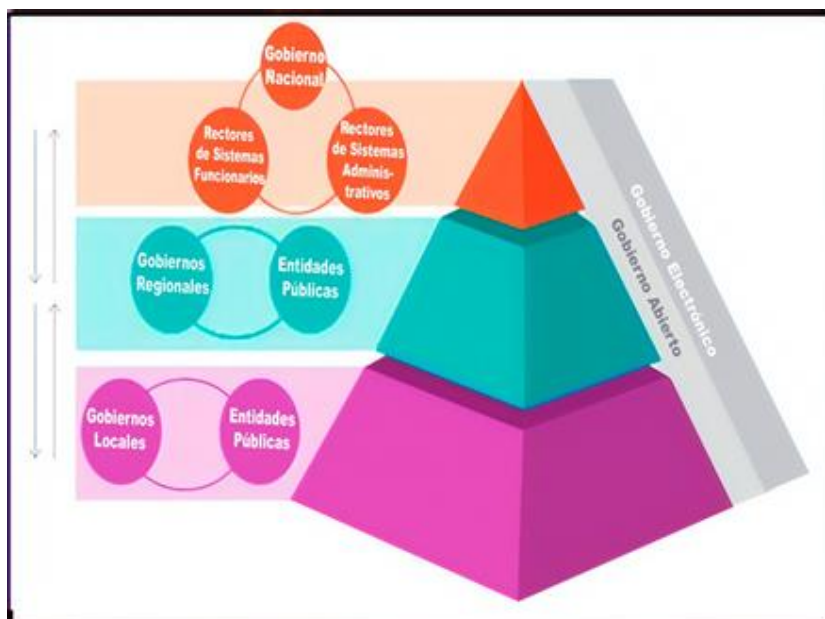 Gobierno
Nacional
Rectores
de Sistemas
Funcionarios
Rectores
de Sistemas
Adminis-
trativos
Gobiernos
Regionales
Entidades
Públicas
Gobiernos
Locales
Entidades
Públicas
Gobierno Electrónico
Gobierno Abierto